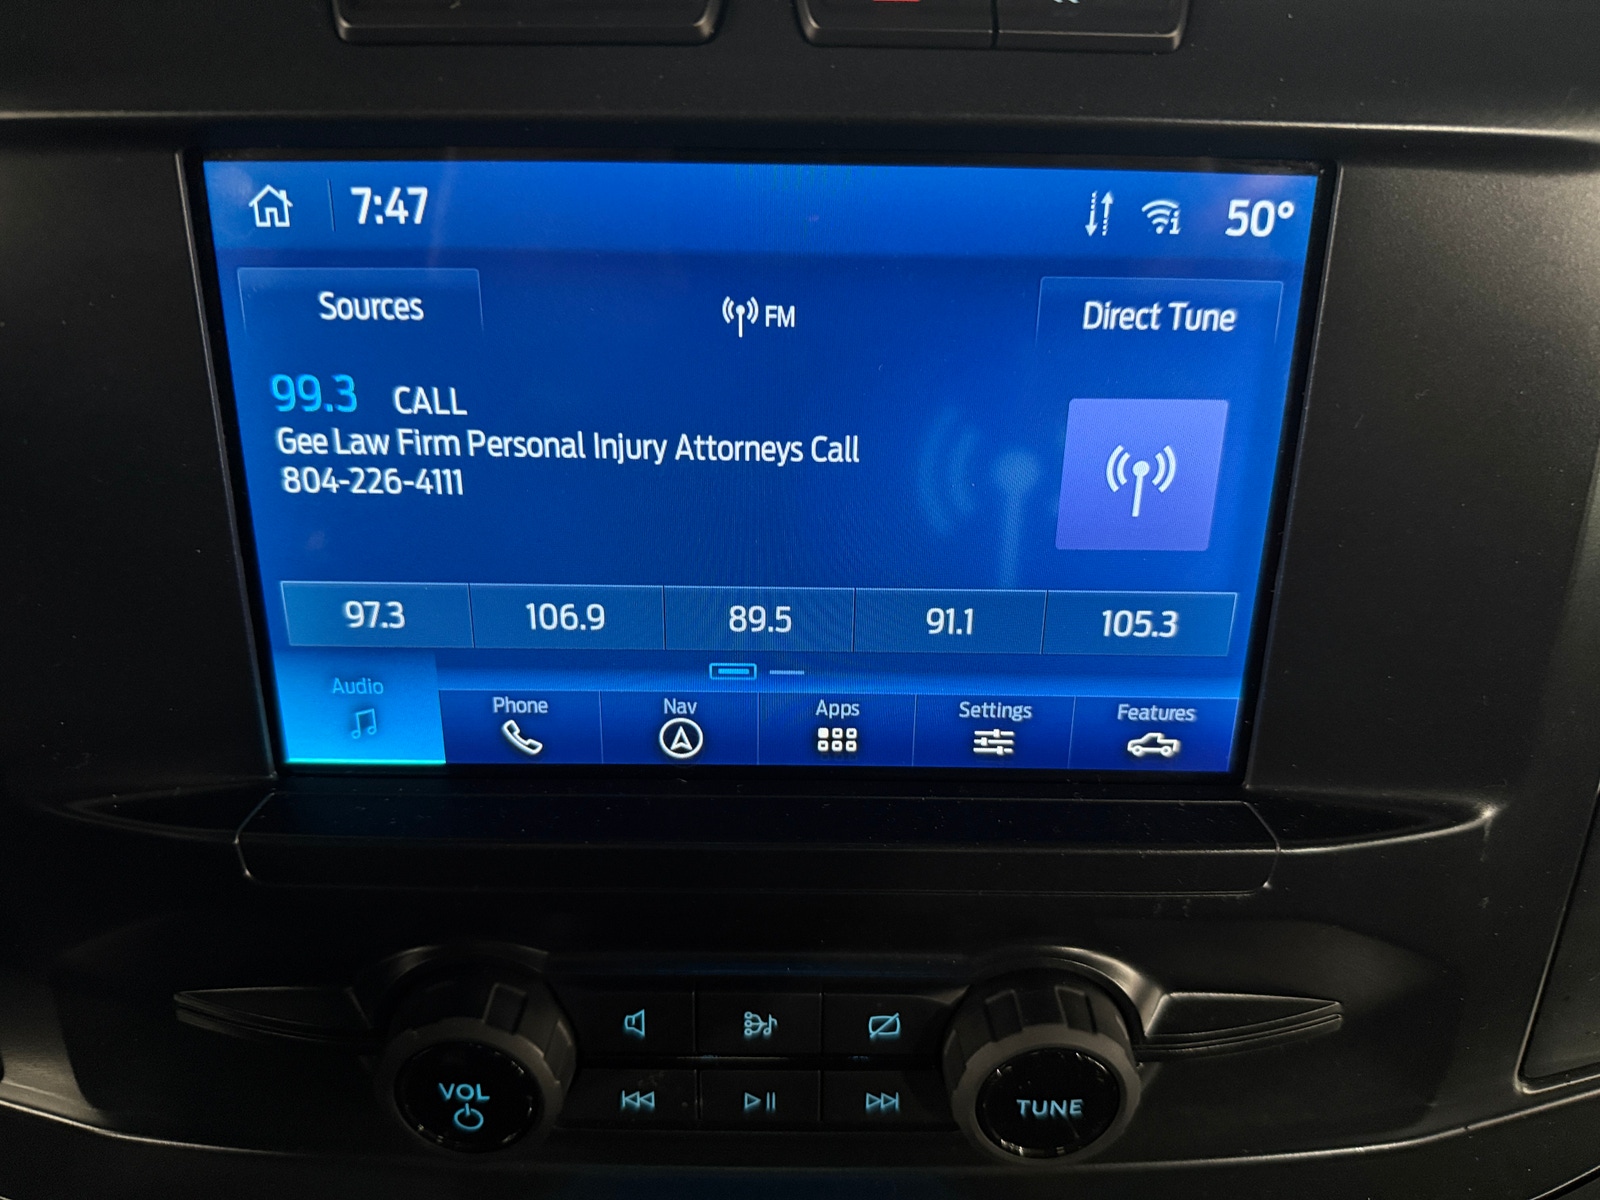 7:47 50°
Sources FM Direct Tune
99.3 CALL
Gee Law Firm Personal Injury Attorneys Call
804-226-4111
97.3 106.9 89.5 91.1 105.3
Audio Phone Nav Apps Settings Features
VOL TUNE